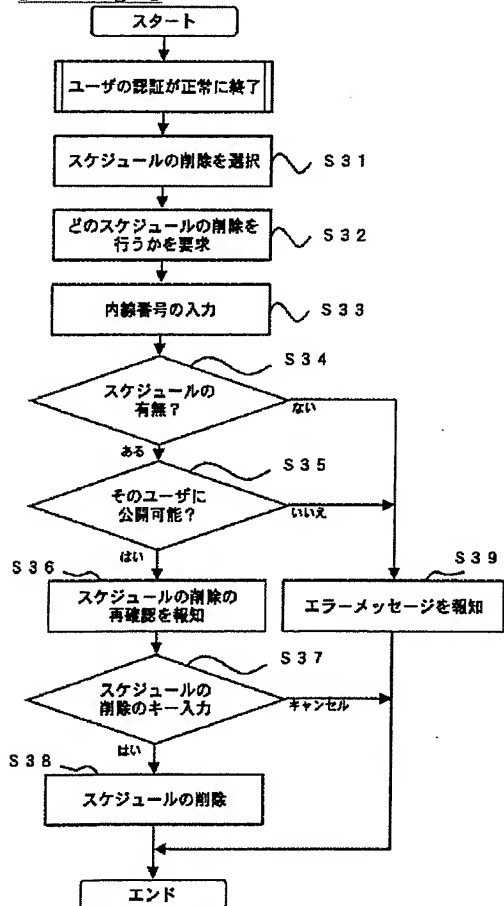 スタート
ユーザの認証が正常に終了
スケジュールの削除を選択
S31
どのスケジュールの削除を
行うかを要求
S32
内線番号の入力
S33
S34
スケジュールの
有無？
ない
ある
S35
そのユーザに
公開可能？
いいえ
はい
S36
スケジュールの削除の
再確認を報知
S39
エラーメッセージを報知
S37
スケジュールの
削除のキー入力
キャンセル
はい
S38
スケジュールの削除
エンド